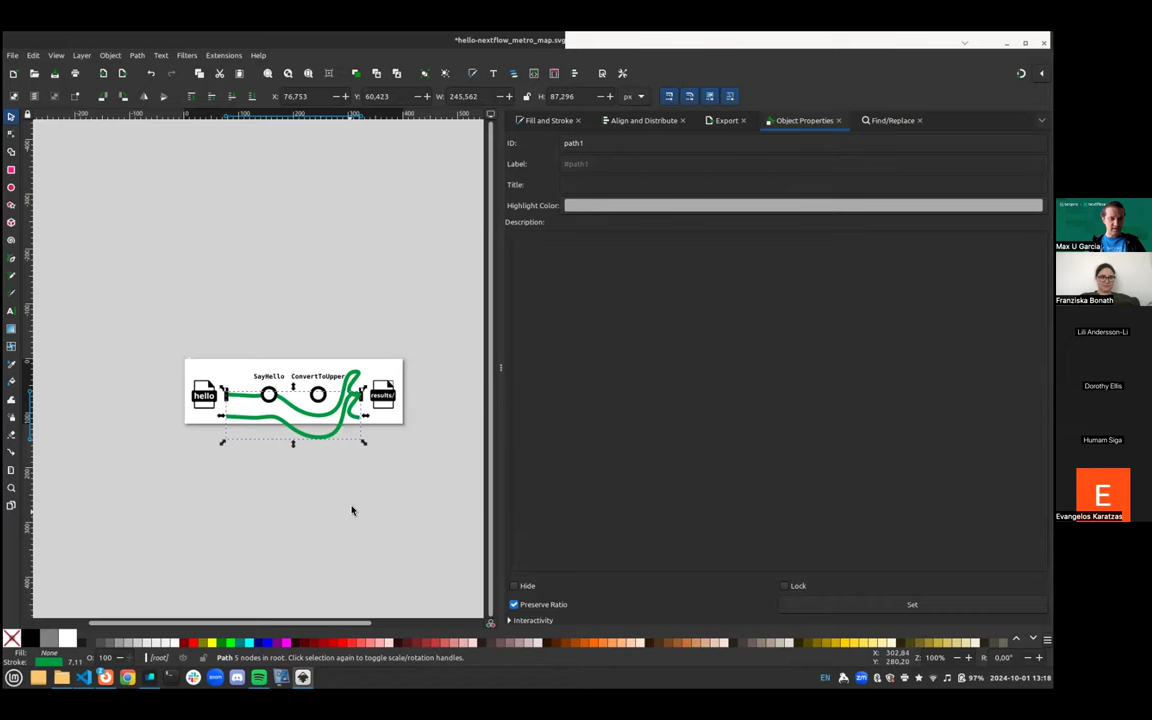 *hello-nextflow_metro_map.svg
File Edit View Layer Object Path Text Filters Extensions Help
X: 76,753 Y: 60,423 W: 245,562 H: 87,296 px
Fill and Stroke Align and Distribute Export Object Properties Find/Replace
ID: path1
Label: #path1
Title:
Highlight Color:
Description:
SayHello ConvertToUpper
hello results/
Hide Lock
Preserve Ratio Set
Interactivity
Fill: None
Stroke: 7,11 O: 100 [root] Path 5 nodes in root. Click selection again to toggle scale/rotation handles.
X: 302,84
Y: 280,20 Z: 100% R: 0,00°
EN zm 97% 2024-10-01 13:18
Max U Garcia
Franziska Bonath
Lili Andersson-Li
Dorothy Ellis
Humam Siga
E
Evangelos Karatzas